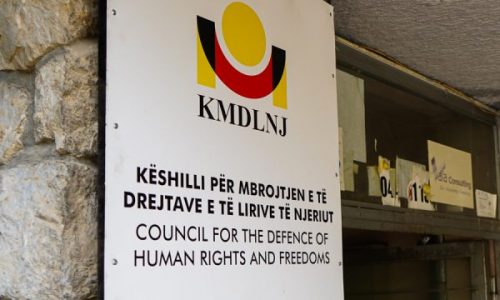 KMDLNJ
KËSHILLI PËR MBROJTJEN E TË
DREJTAVE E TË LIRIVE TË NJERIUT
COUNCIL FOR THE DEFENCE OF
HUMAN RIGHTS AND FREEDOMS
Consulting